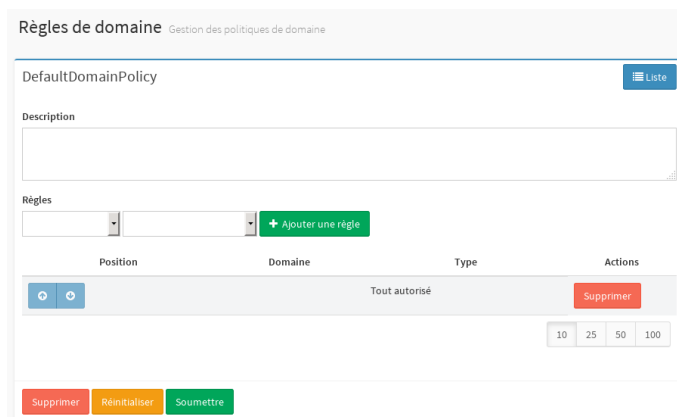 Règles de domaine Gestion des politiques de domaine
DefaultDomainPolicy
Liste
Description
Règles
Ajouter une règle
Position Domaine Type Actions
Tout autorisé Supprimer
10 25 50 100
Supprimer Réinitialiser Soumettre